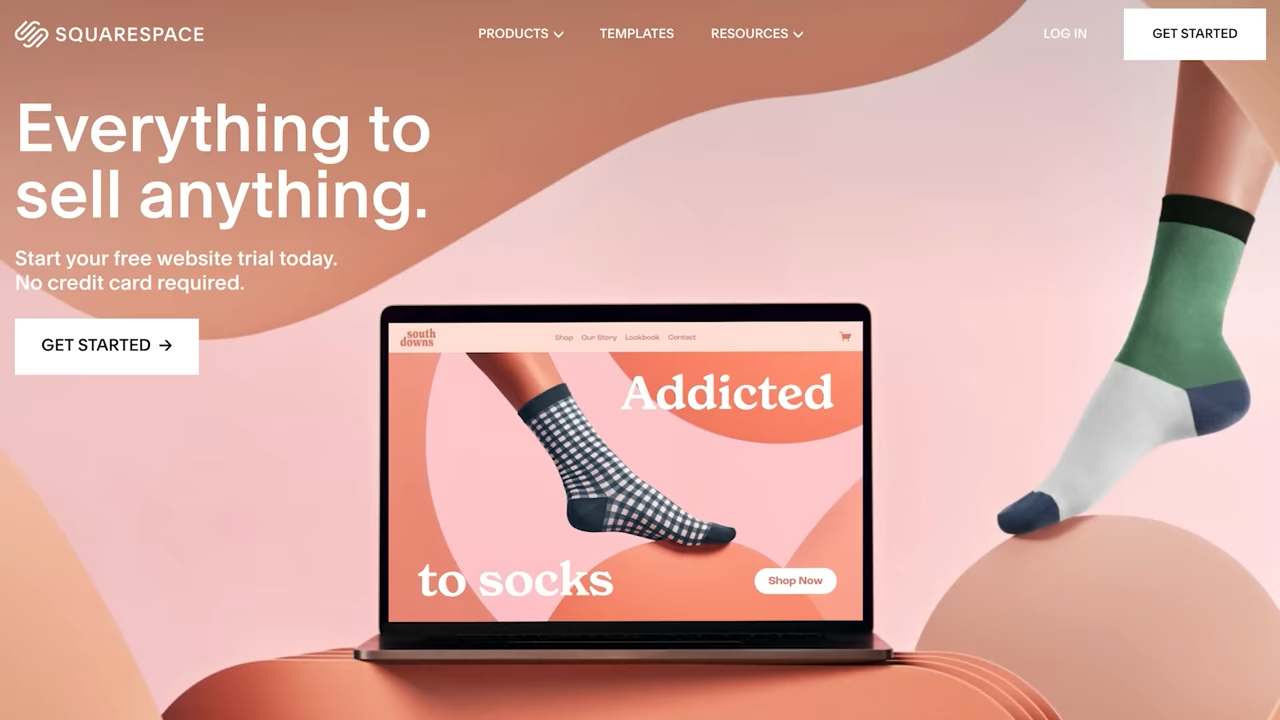 SQUARESPACE
PRODUCTS
TEMPLATES
RESOURCES
LOG IN
GET STARTED
Everything to
sell anything.
Start your free website trial today.
No credit card required.
GET STARTED →
south
downs
Shop
Our Story
Lookbook
Contact
Addicted
to socks
Shop Now